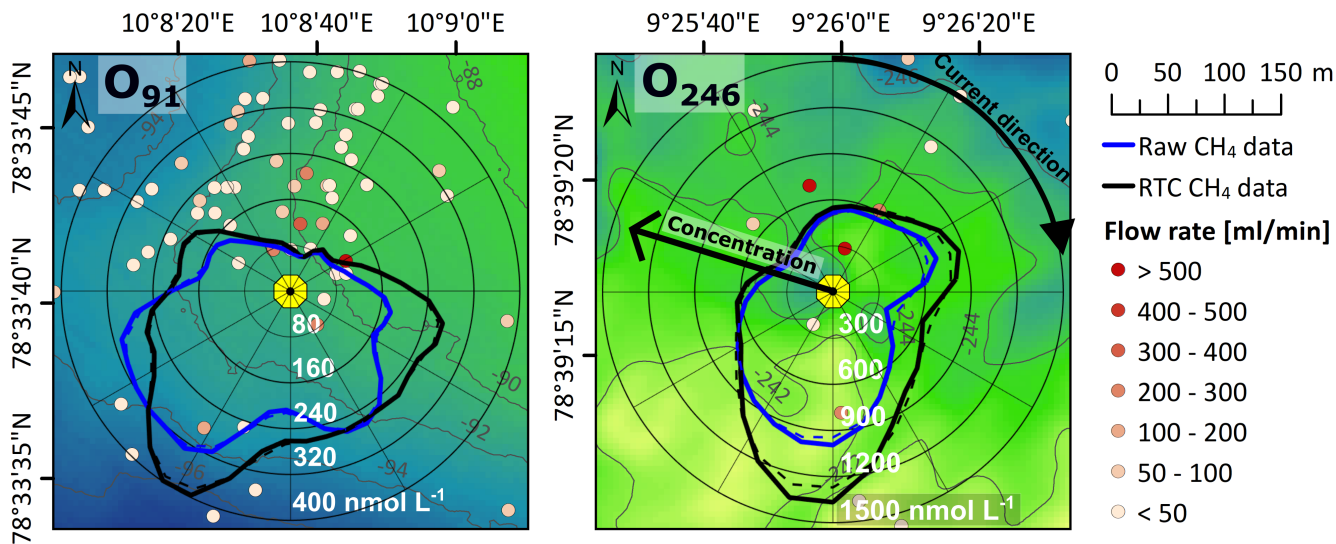 10°8'20"E 10°8'40"E 10°9'0"E
9°25'40"E 9°26'0"E 9°26'20"E
78°33'45"N
78°33'40"N
78°33'35"N
78°39'20"N
78°39'15"N
N
O91
-88
-94
-90
-92
-94
-96
80
160
240
320
400 nmol L-1
N
O246
-246
-244
Current direction
Concentration
-244
-244
-242
300
600
900
1200
1500 nmol L-1
0 50 100 150 m
Raw CH4 data
RTC CH4 data
Flow rate [ml/min]
> 500
400 - 500
300 - 400
200 - 300
100 - 200
50 - 100
< 50